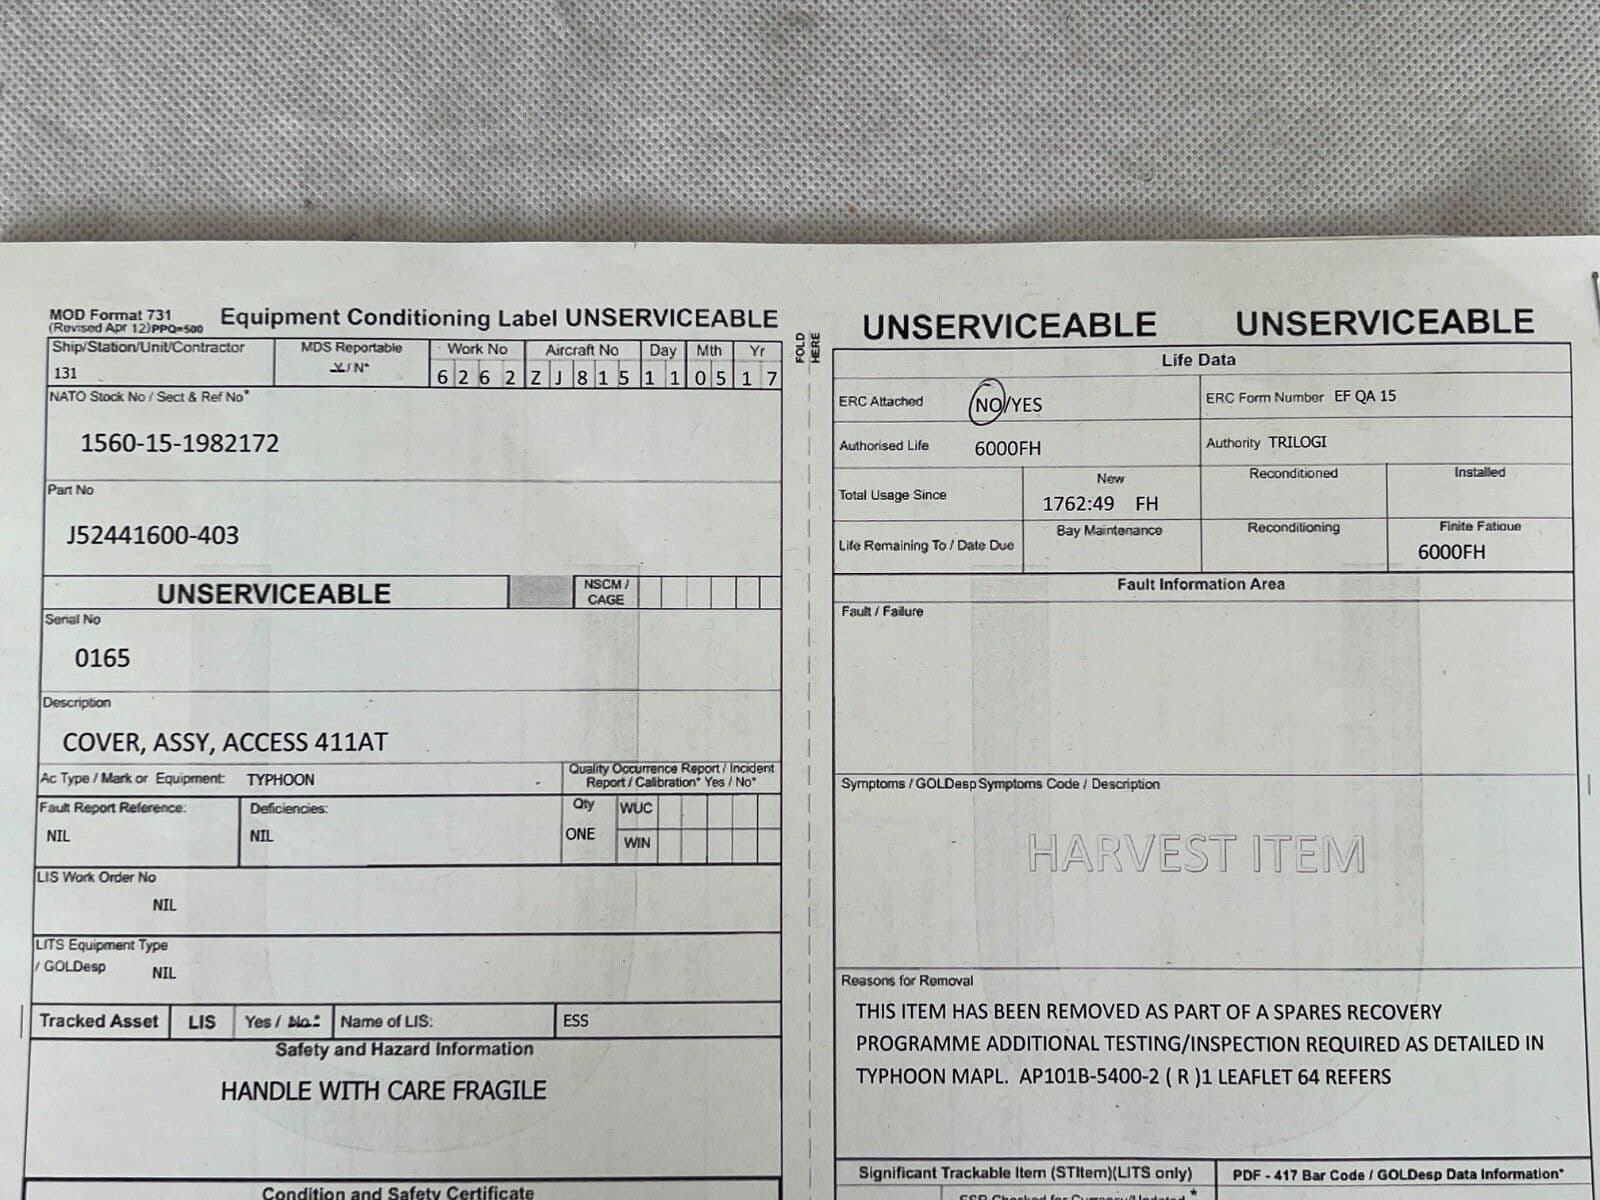 MOD Format 731
(Revised Apr 12)PPQ=500
Equipment Conditioning Label UNSERVICEABLE
Ship/Station/Unit/Contractor
131
MDS Reportable
Y/N*
Work No
6262
Aircraft No
ZJ815
Day
11
Mth
05
Yr
17
NATO Stock No / Sect & Ref No*
1560-15-1982172
Part No
J52441600-403
UNSERVICEABLE
NSCM /
CAGE
Serial No
0165
Description
COVER, ASSY, ACCESS 411AT
Ac Type / Mark or Equipment: TYPHOON
Quality Occurrence Report / Incident
Report / Calibration* Yes / No*
Fault Report Reference:
NIL
Deficiencies:
NIL
Qty
ONE
WUC
WIN
LIS Work Order No
NIL
LITS Equipment Type
/ GOLDesp
NIL
Tracked Asset
LIS
Yes / No:*
Name of LIS:
ESS
Safety and Hazard Information
HANDLE WITH CARE FRAGILE
Condition and Safety Certificate
FOLD
HERE
UNSERVICEABLE UNSERVICEABLE
Life Data
ERC Attached NO/YES
ERC Form Number EF QA 15
Authorised Life 6000FH
Authority TRILOGI
Total Usage Since
New
1762:49 FH
Reconditioned
Installed
Life Remaining To / Date Due
Bay Maintenance
Reconditioning
Finite Fatigue
6000FH
Fault Information Area
Fault / Failure
Symptoms / GOLDesp Symptoms Code / Description
HARVEST ITEM
Reasons for Removal
THIS ITEM HAS BEEN REMOVED AS PART OF A SPARES RECOVERY
PROGRAMME ADDITIONAL TESTING/INSPECTION REQUIRED AS DETAILED IN
TYPHOON MAPL. AP101B-5400-2 ( R )1 LEAFLET 64 REFERS
Significant Trackable Item (STItem)(LITS only)
PDF - 417 Bar Code / GOLDesp Data Information*